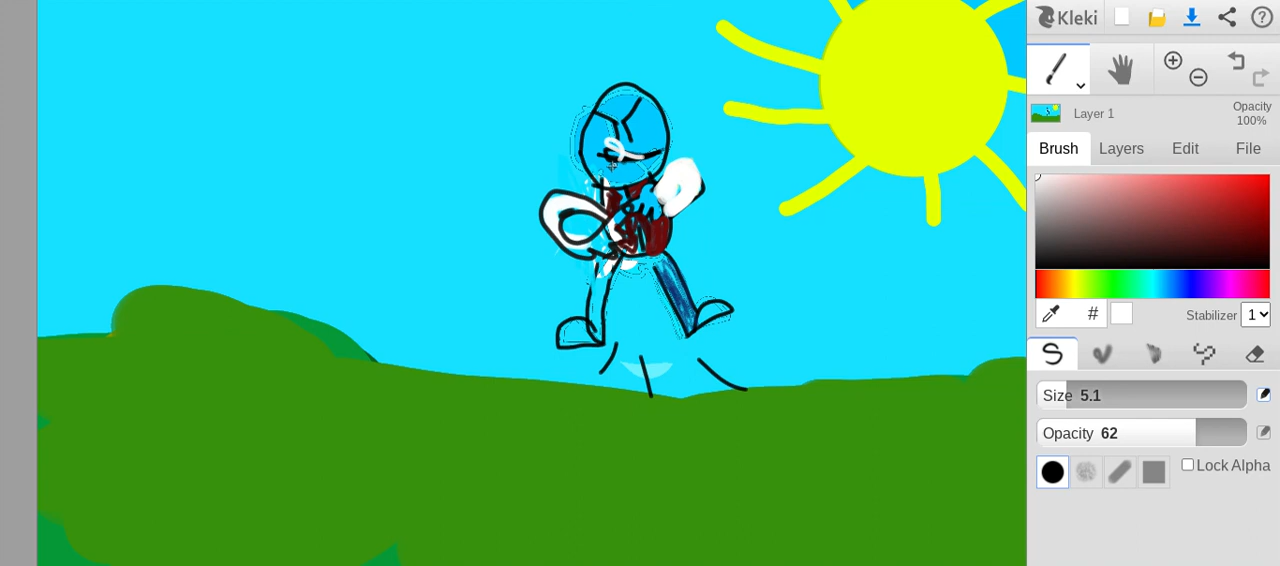 Kleki
Layer 1
Opacity
100%
Brush
Layers
Edit
File
#
Stabilizer 1
Size 5.1
Opacity 62
Lock Alpha